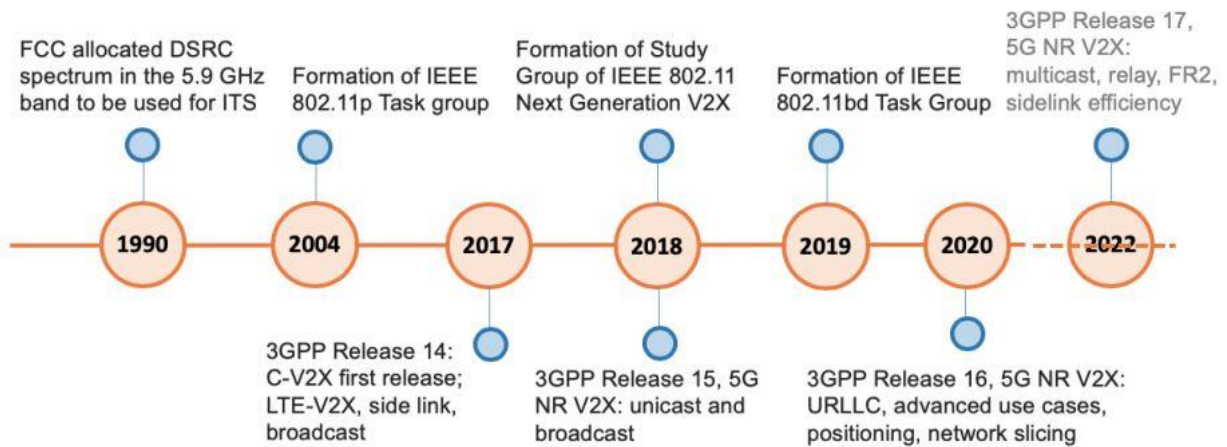 FCC allocated DSRC
spectrum in the 5.9 GHz
band to be used for ITS
Formation of IEEE
802.11p Task group
Formation of Study
Group of IEEE 802.11
Next Generation V2X
Formation of IEEE
802.11bd Task Group
3GPP Release 17,
5G NR V2X:
multicast, relay, FR2,
sidelink efficiency
1990
2004
2017
2018
2019
2020
2022
3GPP Release 14:
C-V2X first release;
LTE-V2X, side link,
broadcast
3GPP Release 15, 5G
NR V2X: unicast and
broadcast
3GPP Release 16, 5G NR V2X:
URLLC, advanced use cases,
positioning, network slicing